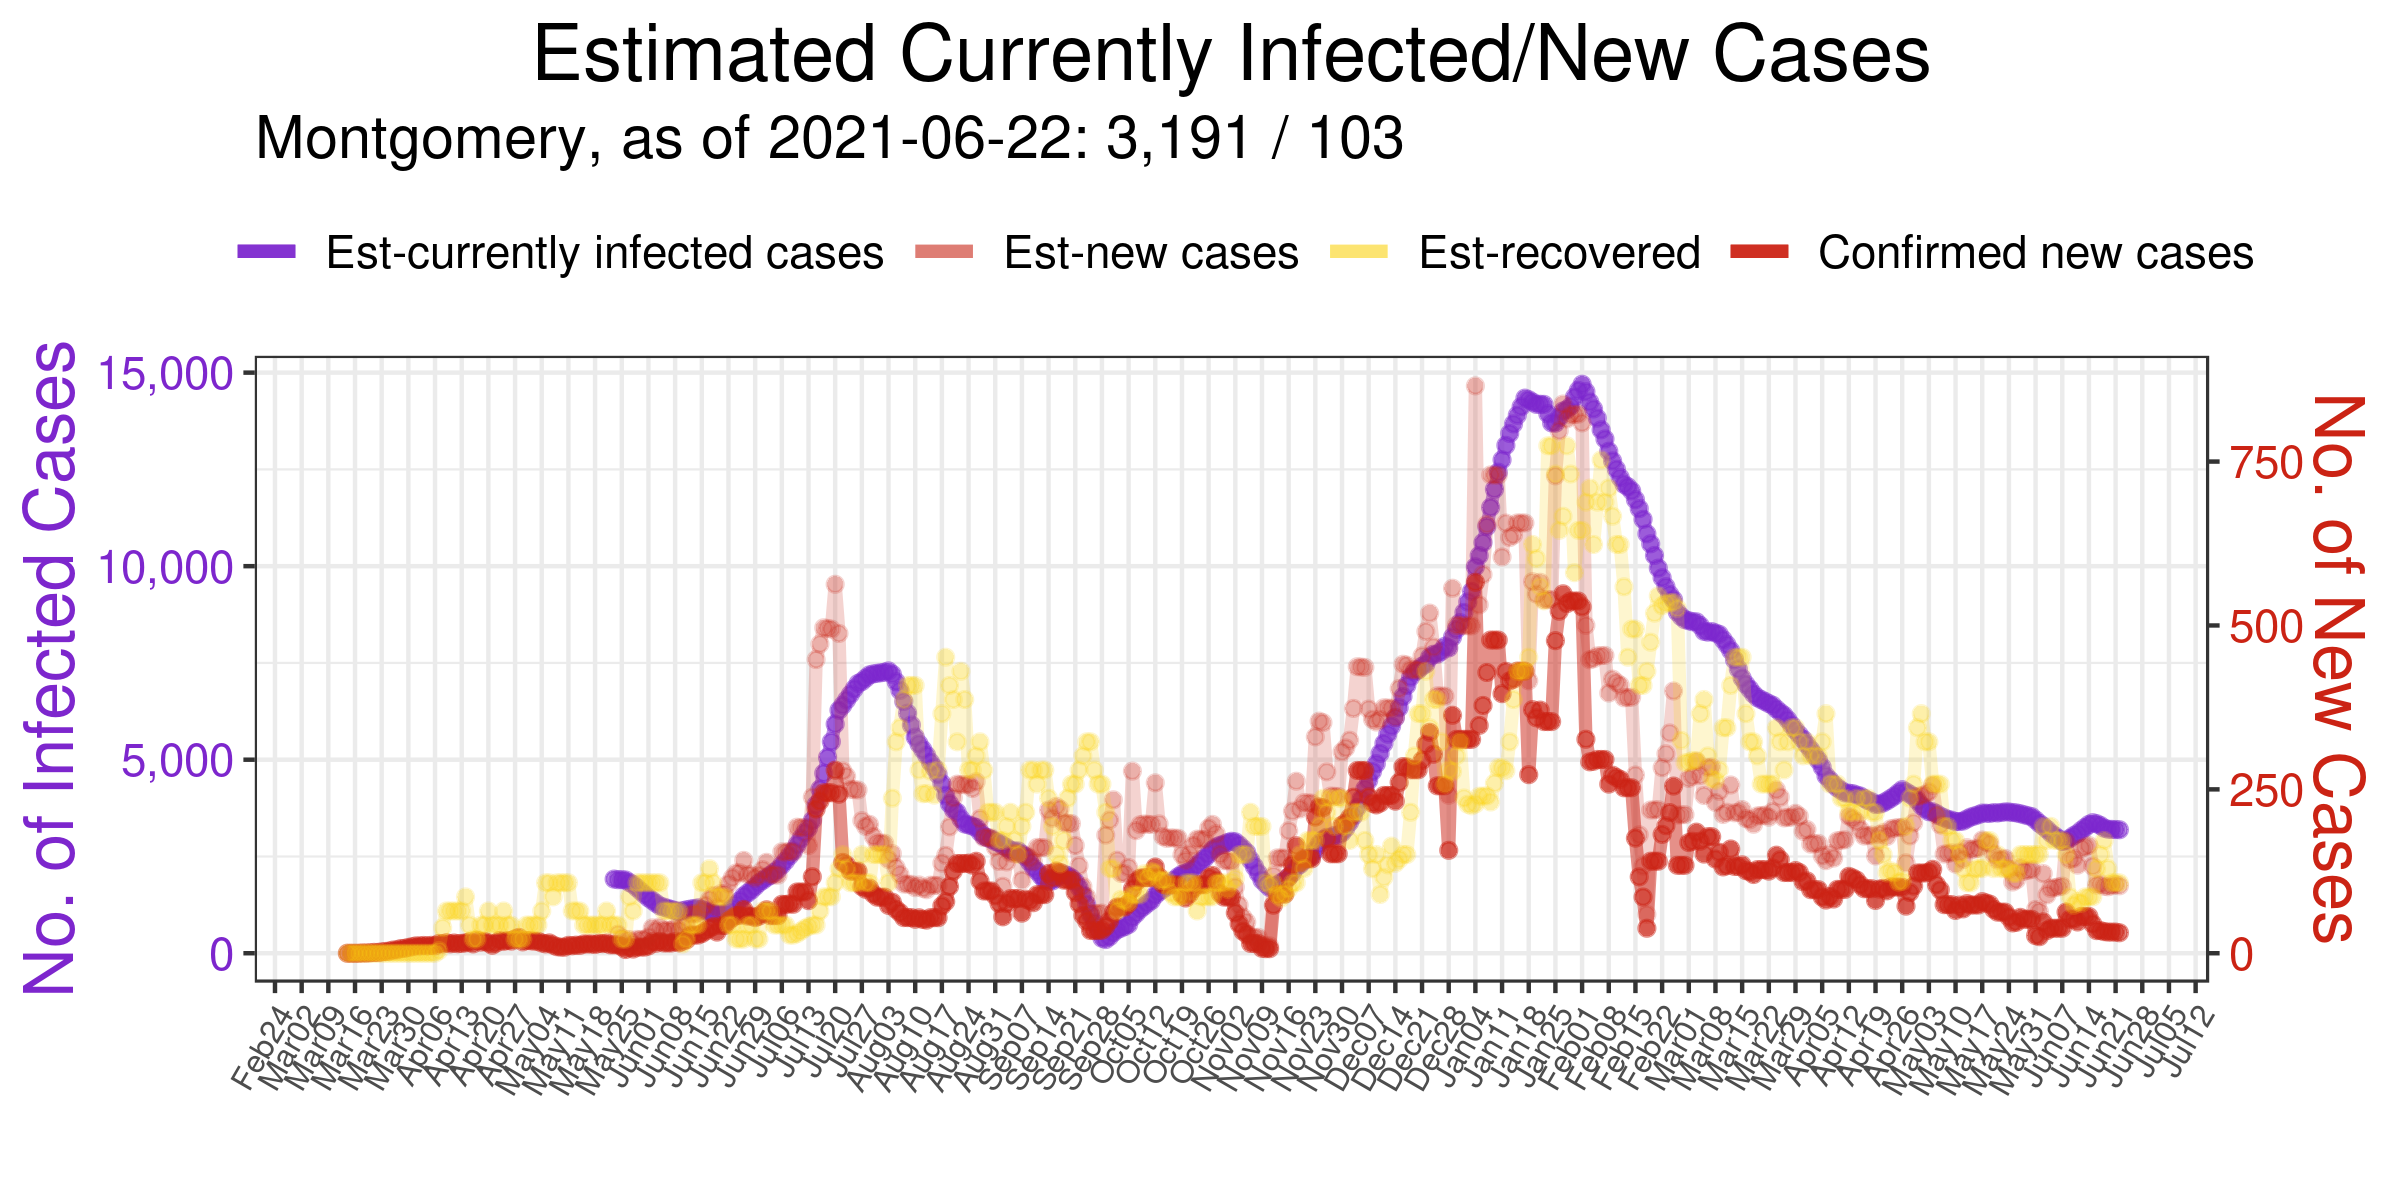 Estimated Currently Infected/New Cases
Montgomery, as of 2021-06-22: 3,191 / 103
Est-currently infected cases
Est-new cases
Est-recovered
Confirmed new cases
No. of Infected Cases
15,000
10,000
5,000
0
750
500
250
0
No. of New Cases
Feb24
Mar02
Mar09
Mar16
Mar23
Mar30
Apr06
Apr13
Apr20
Apr27
May04
May11
May18
May25
Jun01
Jun08
Jun15
Jun22
Jun29
Jul06
Jul13
Jul20
Jul27
Aug03
Aug10
Aug17
Aug24
Aug31
Sep07
Sep14
Sep21
Sep28
Oct05
Oct12
Oct19
Oct26
Nov02
Nov09
Nov16
Nov23
Nov30
Dec07
Dec14
Dec21
Dec28
Jan04
Jan11
Jan18
Jan25
Feb01
Feb08
Feb15
Feb22
Mar01
Mar08
Mar15
Mar22
Mar29
Apr05
Apr12
Apr19
Apr26
May03
May10
May17
May24
May31
Jun07
Jun14
Jun21
Jun28
Jul05
Jul12